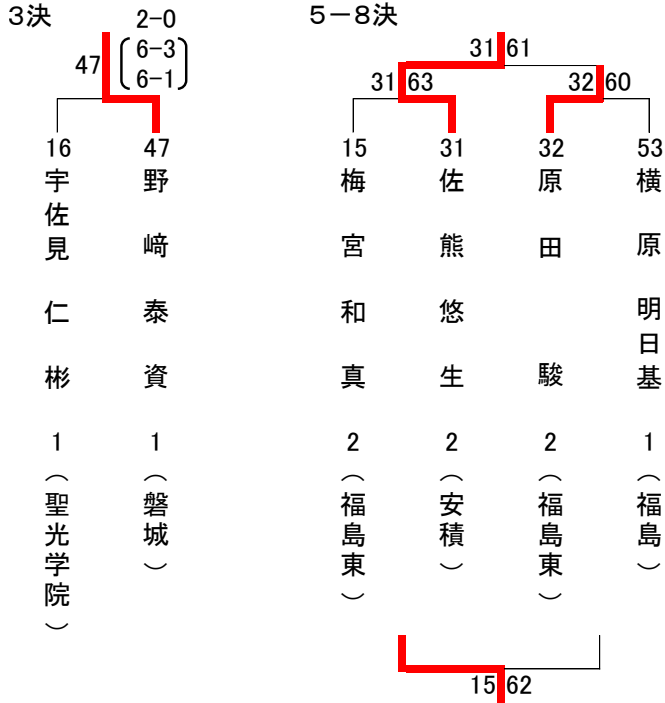 3決
2-0
6-3
6-1
47
16 宇佐見 仁 彬 1 (聖光学院)
47 野 﨑 泰 資 1 (磐城)
5－8決
31 61
31 63
32 60
15 梅 宮 和 真 2 (福島東)
31 佐 熊 悠 生 2 (安積)
32 原 田 駿 2 (福島東)
53 横 原 明日基 1 (福島)
15 62